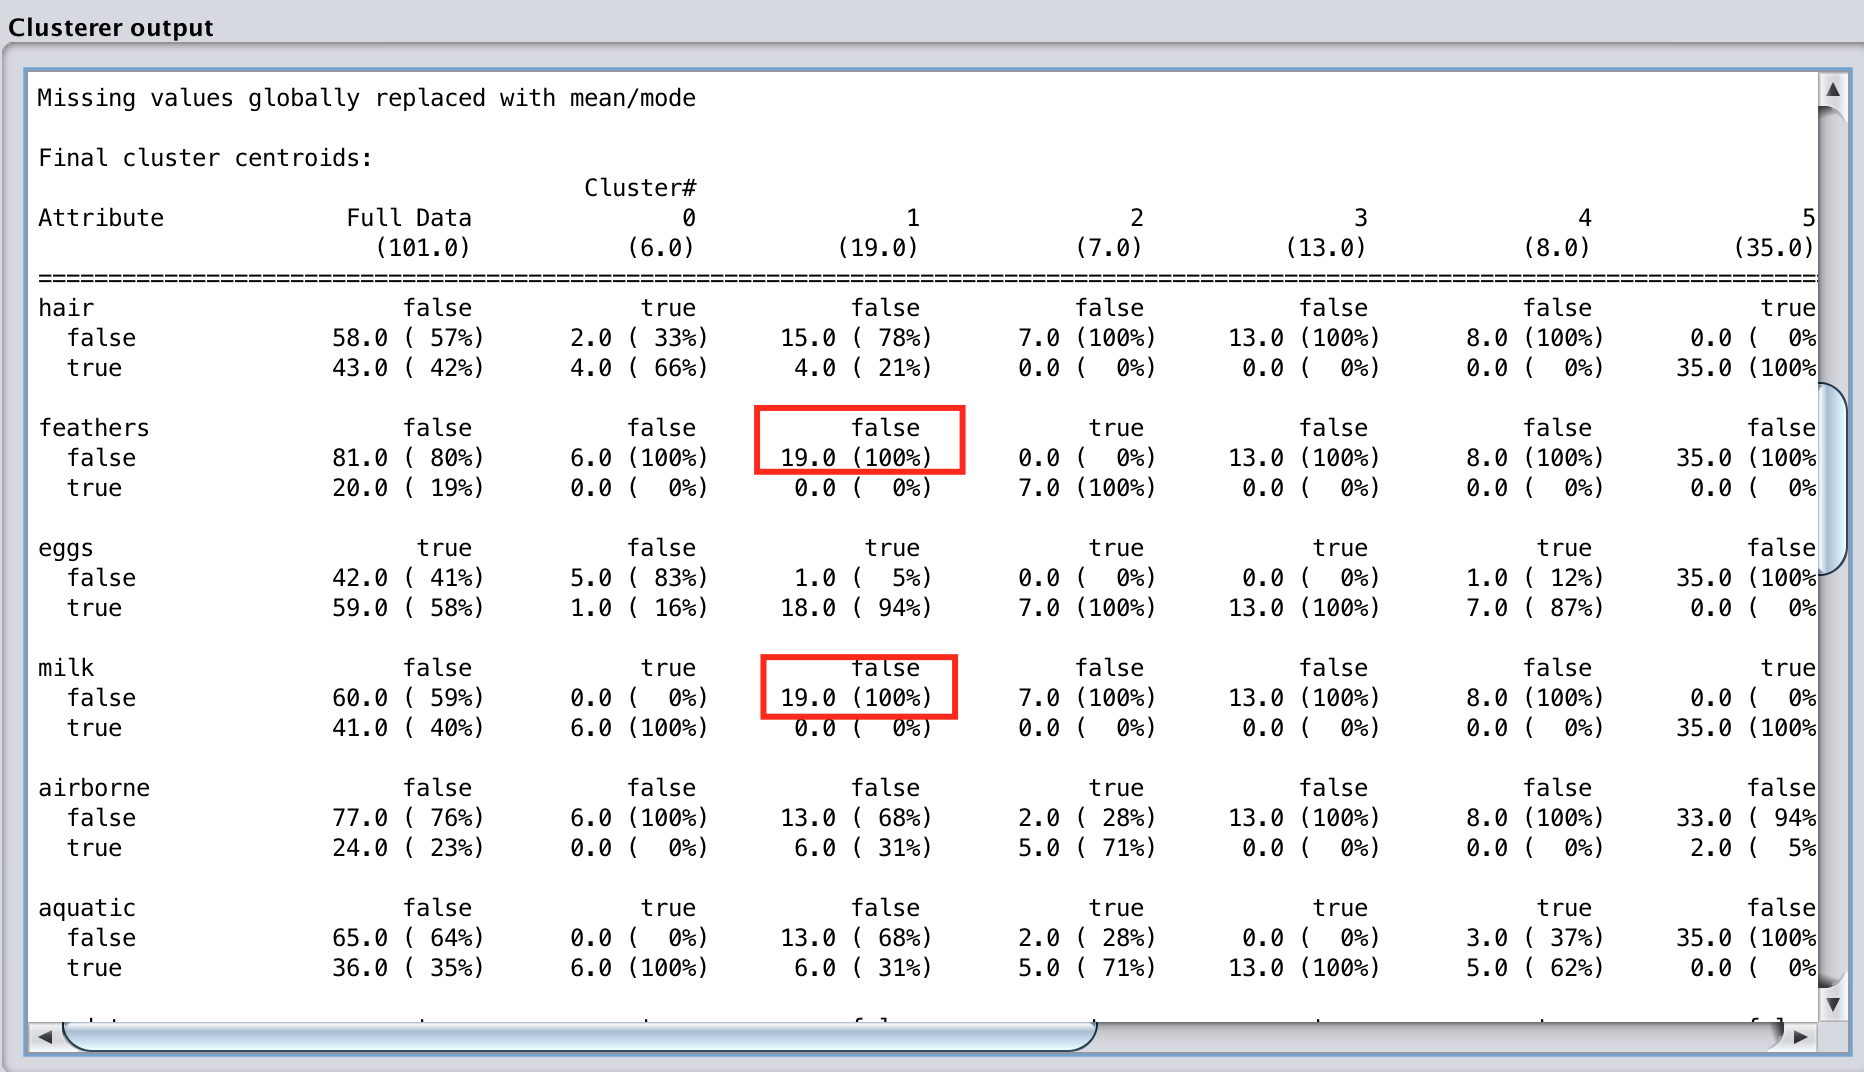 Clusterer output
Missing values globally replaced with mean/mode
Final cluster centroids:
Cluster#
Attribute Full Data 0 1 2 3 4 5
(101.0) (6.0) (19.0) (7.0) (13.0) (8.0) (35.0)
================================================================================
hair false true false false false false true
false 58.0 ( 57%) 2.0 ( 33%) 15.0 ( 78%) 7.0 (100%) 13.0 (100%) 8.0 (100%) 0.0 ( 0%
true 43.0 ( 42%) 4.0 ( 66%) 4.0 ( 21%) 0.0 ( 0%) 0.0 ( 0%) 0.0 ( 0%) 35.0 (100%
feathers false false false true false false false
false 81.0 ( 80%) 6.0 (100%) 19.0 (100%) 0.0 ( 0%) 13.0 (100%) 8.0 (100%) 35.0 (100%
true 20.0 ( 19%) 0.0 ( 0%) 0.0 ( 0%) 7.0 (100%) 0.0 ( 0%) 0.0 ( 0%) 0.0 ( 0%
eggs true false true true true true false
false 42.0 ( 41%) 5.0 ( 83%) 1.0 ( 5%) 0.0 ( 0%) 0.0 ( 0%) 1.0 ( 12%) 35.0 (100%
true 59.0 ( 58%) 1.0 ( 16%) 18.0 ( 94%) 7.0 (100%) 13.0 (100%) 7.0 ( 87%) 0.0 ( 0%
milk false true false false false false true
false 60.0 ( 59%) 0.0 ( 0%) 19.0 (100%) 7.0 (100%) 13.0 (100%) 8.0 (100%) 0.0 ( 0%
true 41.0 ( 40%) 6.0 (100%) 0.0 ( 0%) 0.0 ( 0%) 0.0 ( 0%) 0.0 ( 0%) 35.0 (100%
airborne false false false true false false false
false 77.0 ( 76%) 6.0 (100%) 13.0 ( 68%) 2.0 ( 28%) 13.0 (100%) 8.0 (100%) 33.0 ( 94%
true 24.0 ( 23%) 0.0 ( 0%) 6.0 ( 31%) 5.0 ( 71%) 0.0 ( 0%) 0.0 ( 0%) 2.0 ( 5%
aquatic false true false true true true false
false 65.0 ( 64%) 0.0 ( 0%) 13.0 ( 68%) 2.0 ( 28%) 0.0 ( 0%) 3.0 ( 37%) 35.0 (100%
true 36.0 ( 35%) 6.0 (100%) 6.0 ( 31%) 5.0 ( 71%) 13.0 (100%) 5.0 ( 62%) 0.0 ( 0%